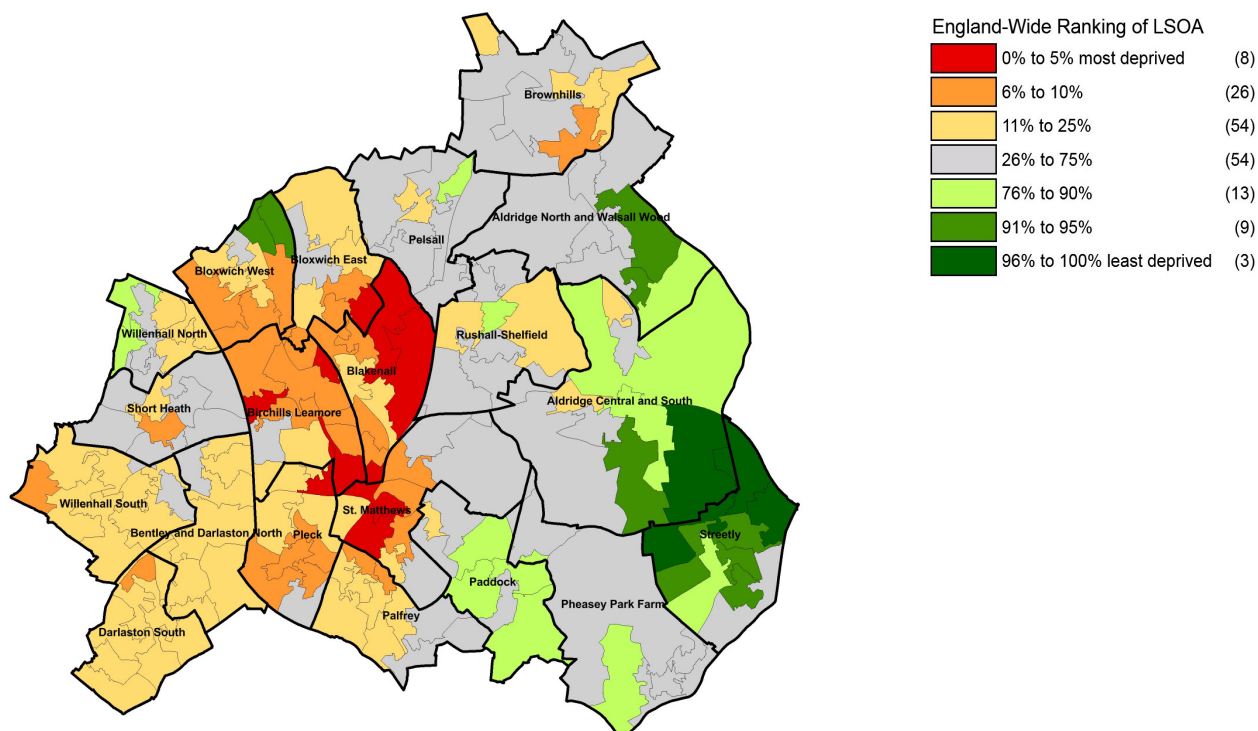 England-Wide Ranking of LSOA
0% to 5% most deprived (8)
6% to 10% (26)
11% to 25% (54)
26% to 75% (54)
76% to 90% (13)
91% to 95% (9)
96% to 100% least deprived (3)
Brownhills
Aldridge North and Walsall Wood
Pelsall
Bloxwich East
Bloxwich West
Willenhall North
Rushall-Shelfield
Blakenall
Aldridge Central and South
Short Heath
Birchills Leamore
Willenhall South
St. Matthews
Bentley and Darlaston North
Pleck
Streetly
Paddock
Pheasey Park Farm
Palfrey
Darlaston South